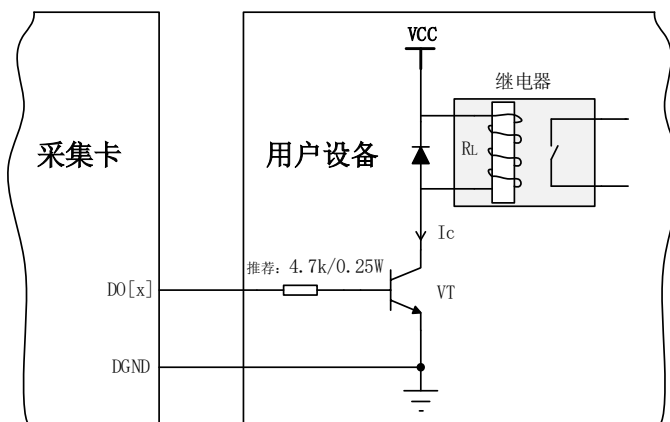 VCC
继电器
采集卡
用户设备
RL
Ic
推荐: 4.7k/0.25W
DO[x]
VT
DGND